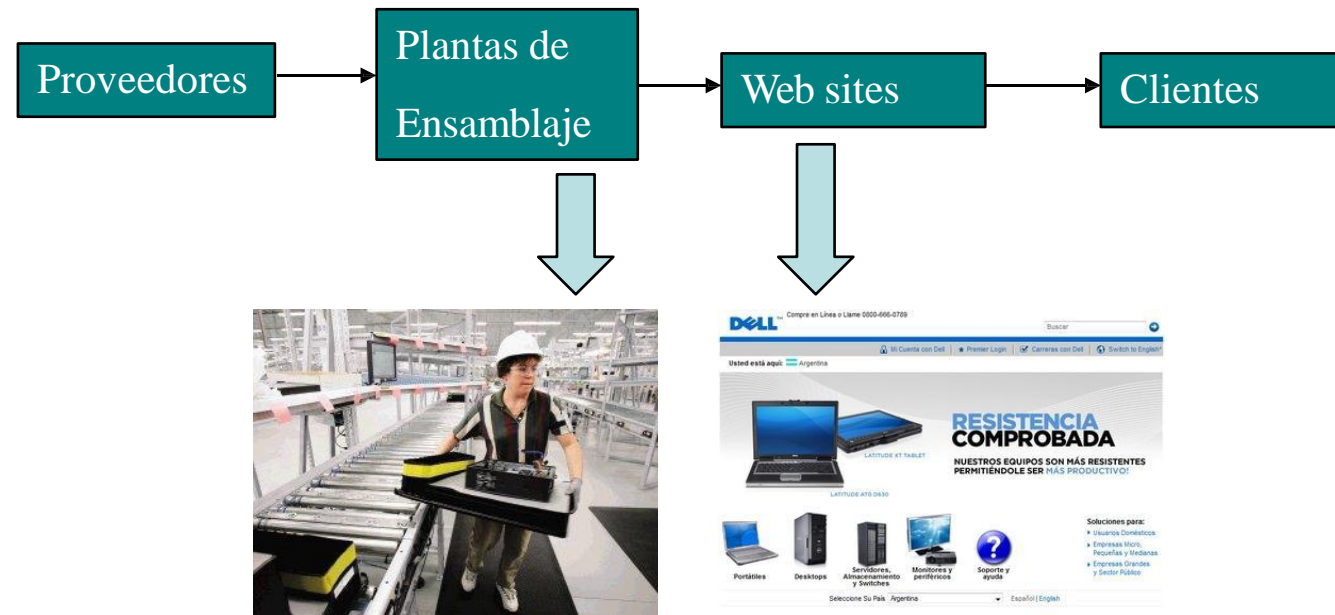 Proveedores
Plantas de
Ensamblaje
Web sites
Clientes
DELL™ Compre en Línea o Llame 0800-666-0789
Buscar
Mi Cuenta con Dell | Premier Login | Carreras con Dell | Switch to English
Usted está aquí: Argentina
RESISTENCIA
COMPROBADA
NUESTROS EQUIPOS SON MÁS RESISTENTES
PERMITIÉNDOLE SER MÁS PRODUCTIVO!
LATITUDE XT TABLET
LATITUDE ATG D630
Portátiles
Desktops
Servidores,
Almacenamiento
y Switches
Monitores y
periféricos
Soporte y
ayuda
Soluciones para:
Usuarios Domésticos
Empresas Micro,
Pequeñas y Medianas
Empresas Grandes
y Sector Público
Seleccione Su País Argentina Español | English